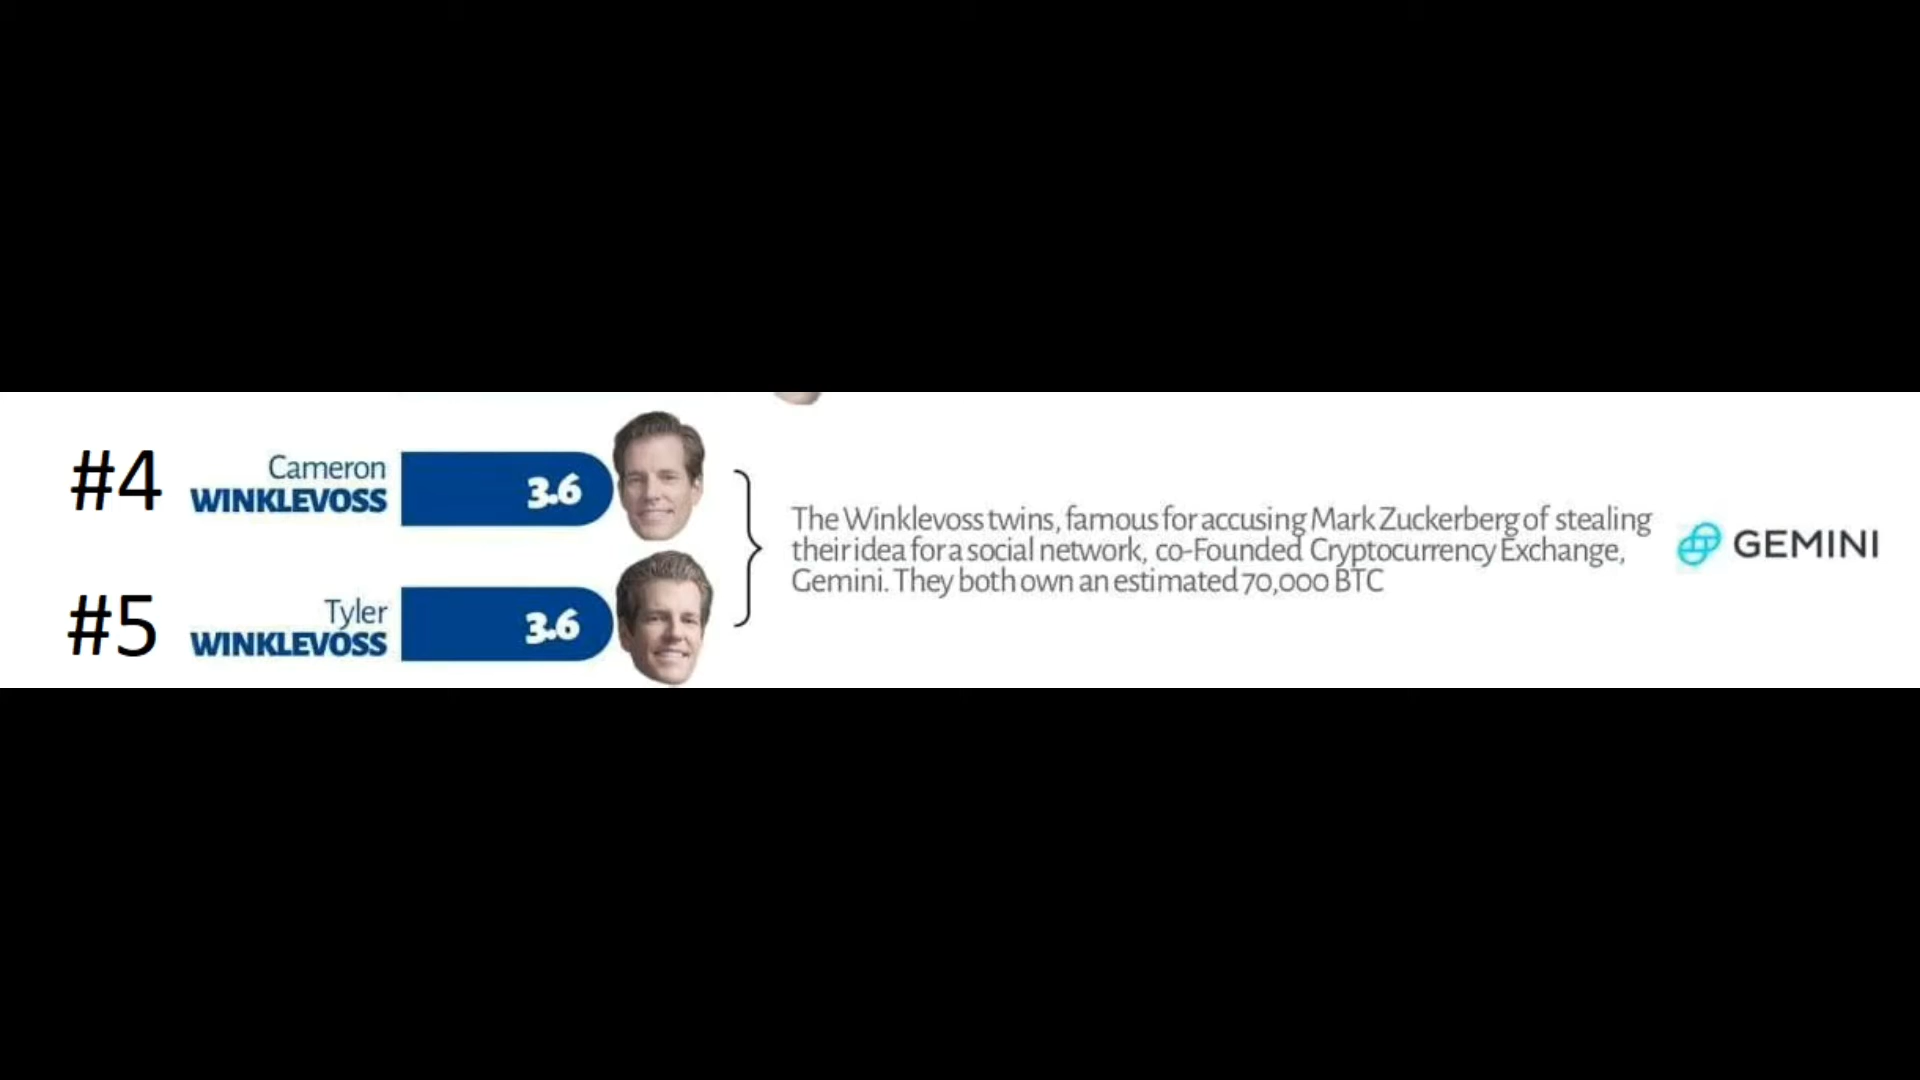 #4
Cameron
WINKLEVOSS
3.6
#5
Tyler
WINKLEVOSS
3.6
The Winklevoss twins, famous for accusing Mark Zuckerberg of stealing
their idea for a social network, co-Founded Cryptocurrency Exchange,
Gemini. They both own an estimated 70,000 BTC
GEMINI